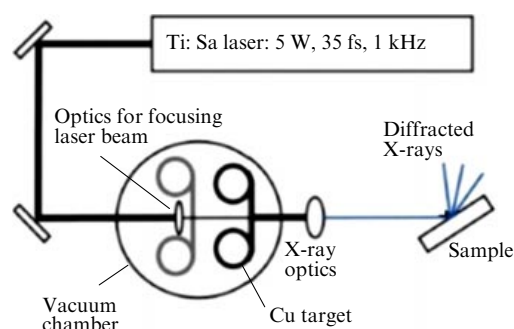 Ti: Sa laser: 5 W, 35 fs, 1 kHz
Optics for focusing
laser beam
Diffracted
X-rays
X-ray
optics
Sample
Vacuum
chamber
Cu target